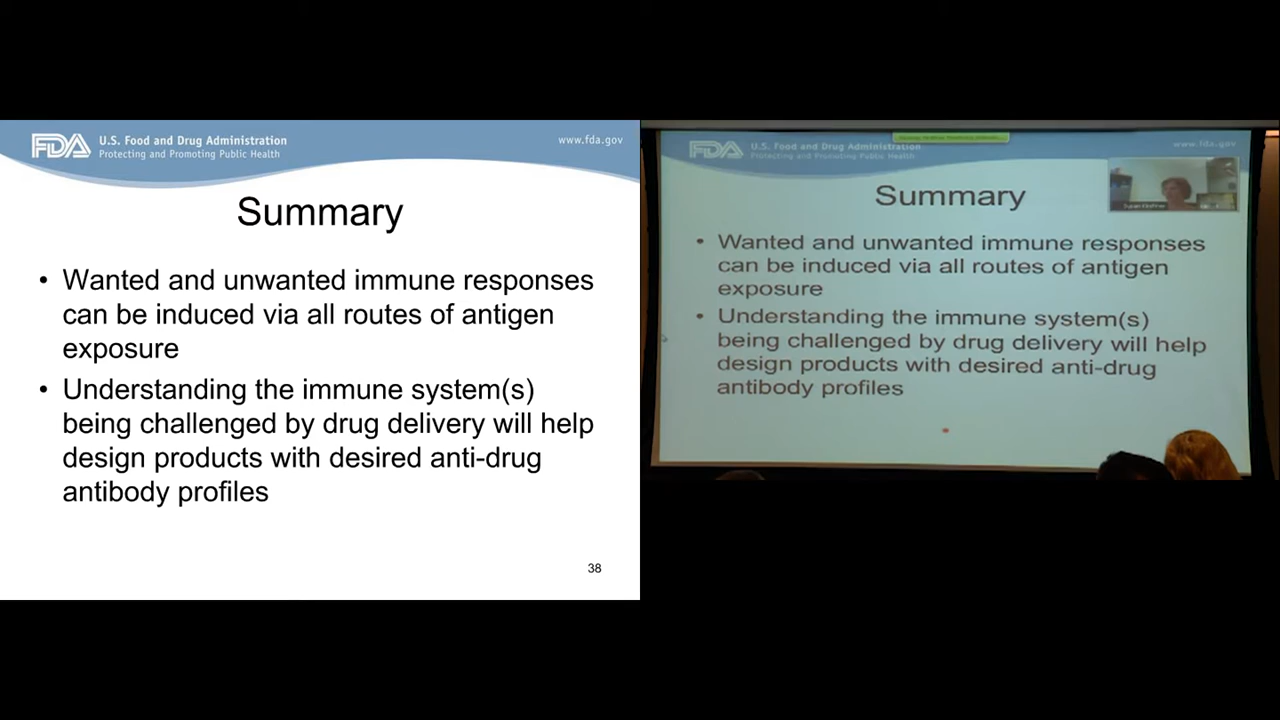 FDA
U.S. Food and Drug Administration
Protecting and Promoting Public Health
www.fda.gov
Summary
• Wanted and unwanted immune responses
can be induced via all routes of antigen
exposure
• Understanding the immune system(s)
being challenged by drug delivery will help
design products with desired anti-drug
antibody profiles
38
FDA
U.S. Food and Drug Administration
Protecting and Promoting Public Health
www.fda.gov
Summary
• Wanted and unwanted immune responses
can be induced via all routes of antigen
exposure
• Understanding the immune system(s)
being challenged by drug delivery will help
design products with desired anti-drug
antibody profiles